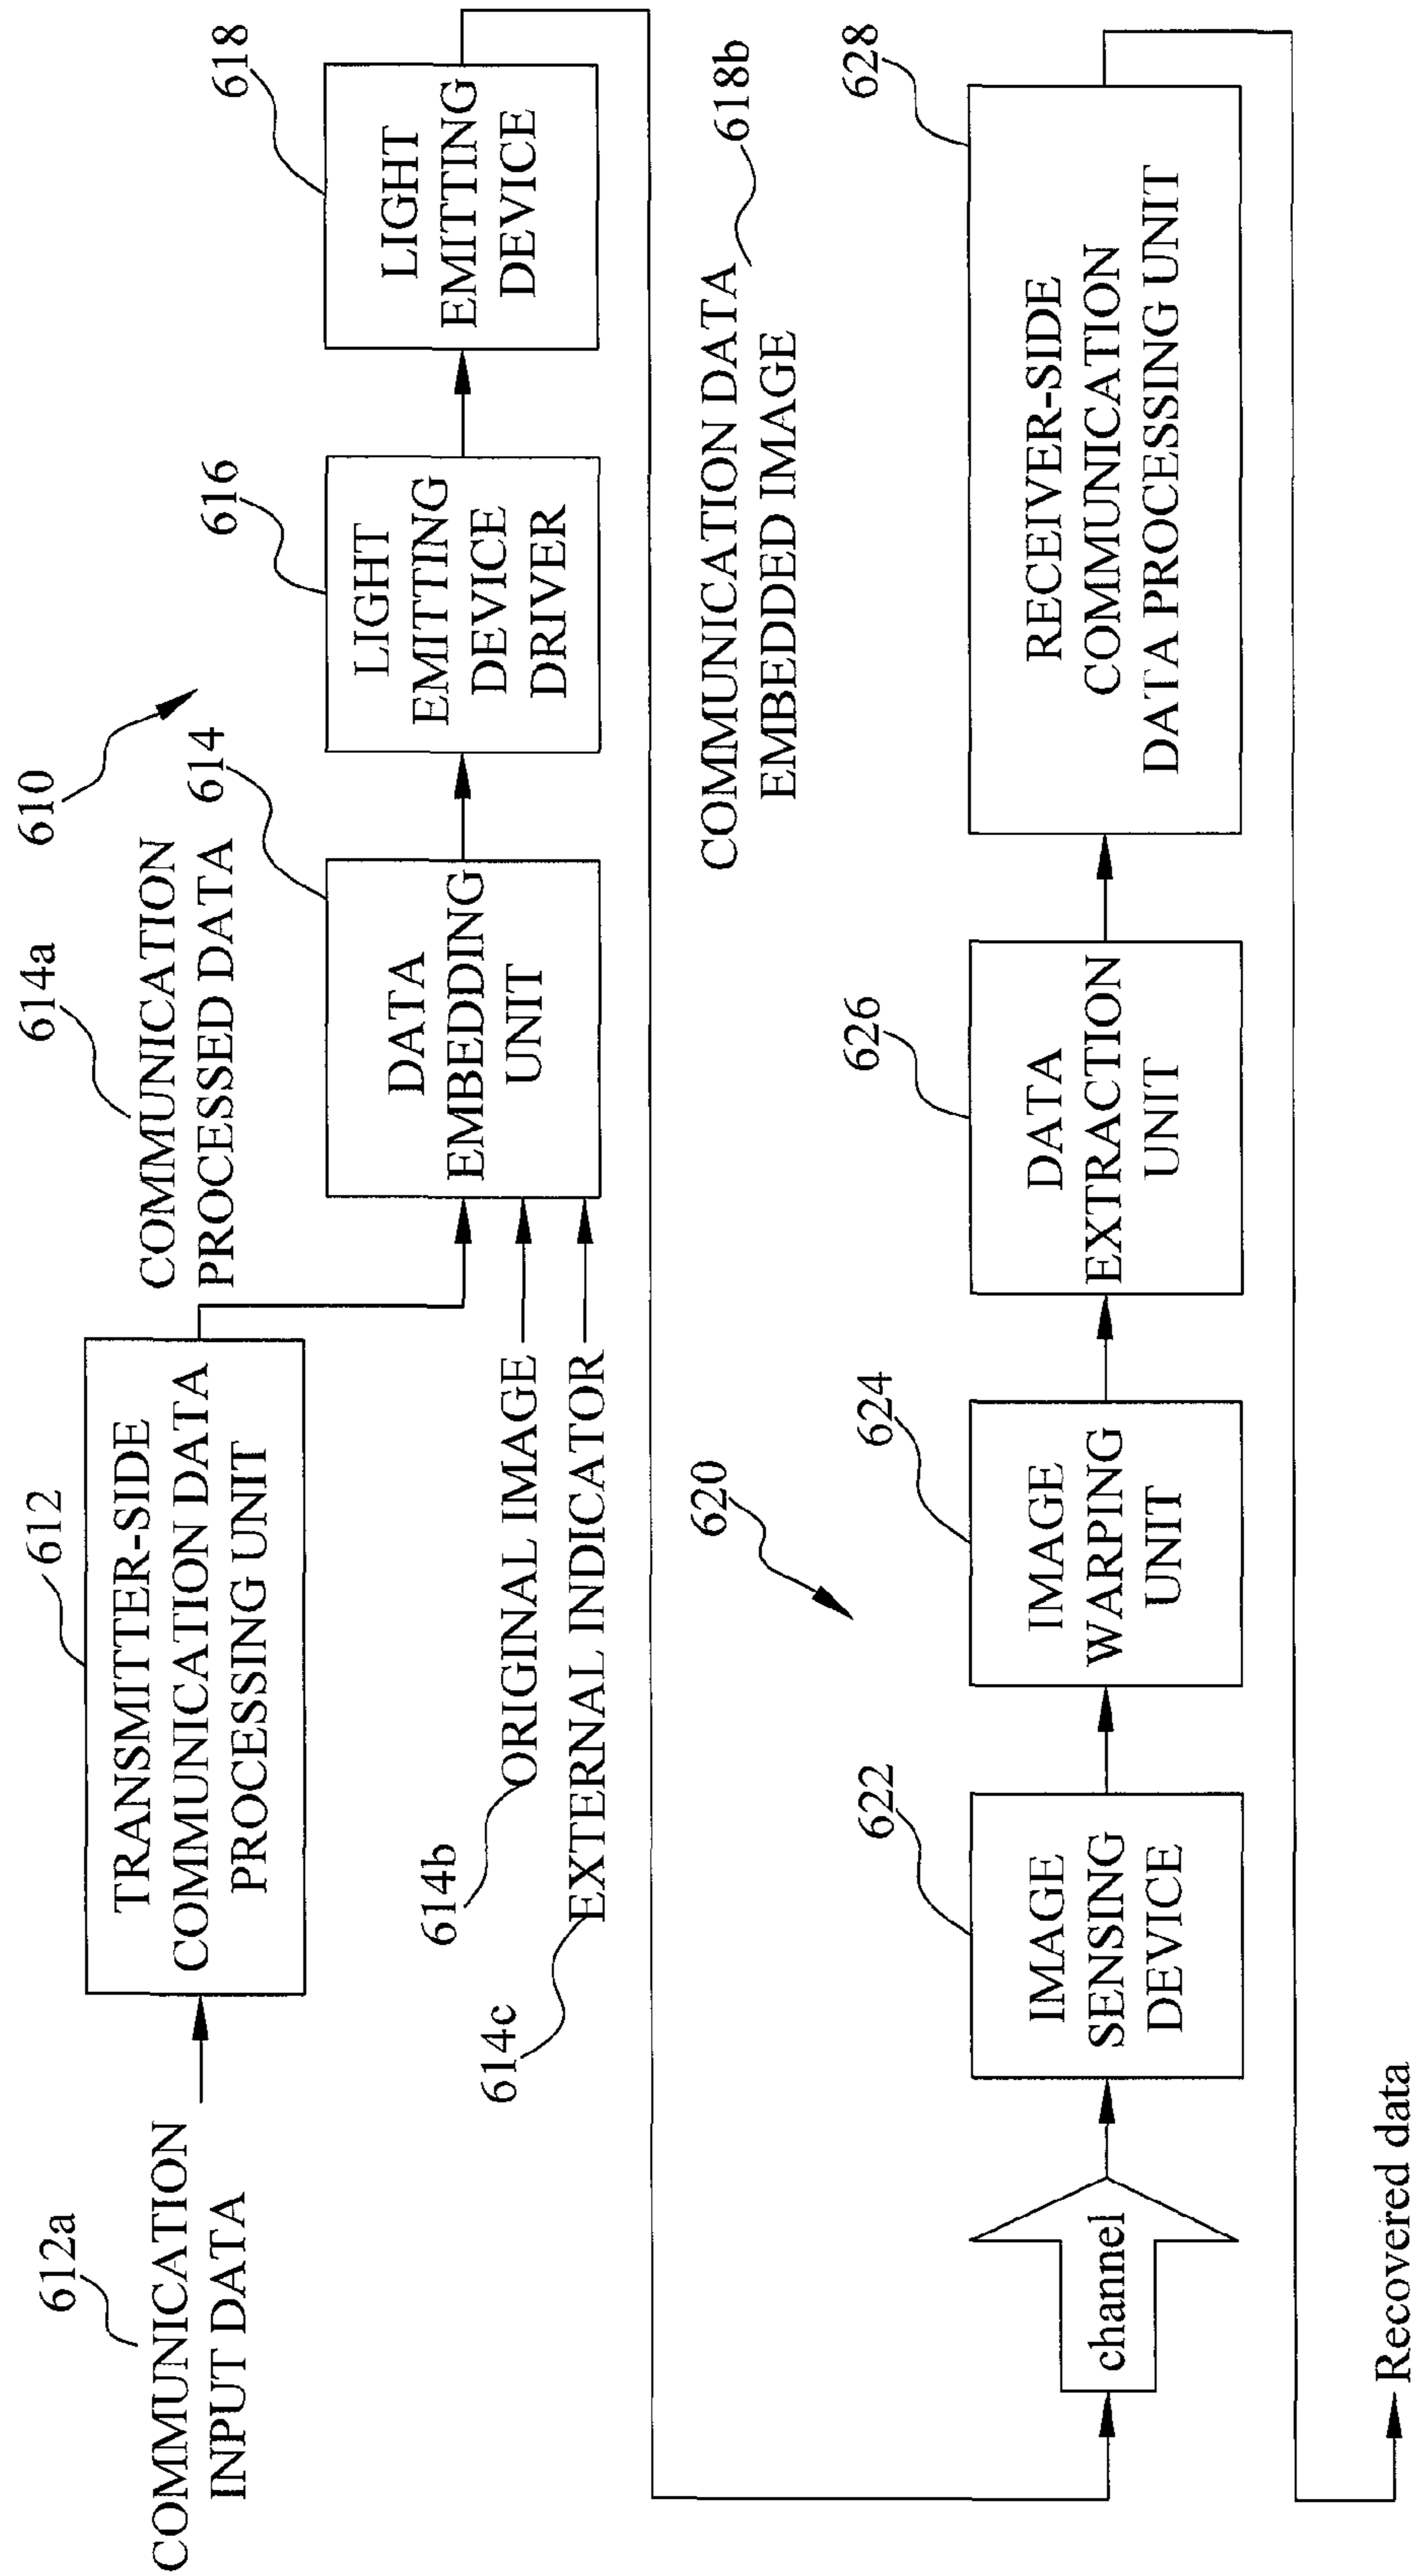 612a
COMMUNICATION
INPUT DATA
612
TRANSMITTER-SIDE
COMMUNICATION DATA
PROCESSING UNIT
614a
COMMUNICATION
PROCESSED DATA
610
614b
ORIGINAL IMAGE
614c
EXTERNAL INDICATOR
614
DATA
EMBEDDING
UNIT
616
LIGHT
EMITTING
DEVICE
DRIVER
618
LIGHT
EMITTING
DEVICE
COMMUNICATION DATA
EMBEDDED IMAGE
618b
620
channel
622
IMAGE
SENSING
DEVICE
624
IMAGE
WARPING
UNIT
626
DATA
EXTRACTION
UNIT
628
RECEIVER-SIDE
COMMUNICATION
DATA PROCESSING UNIT
Recovered data